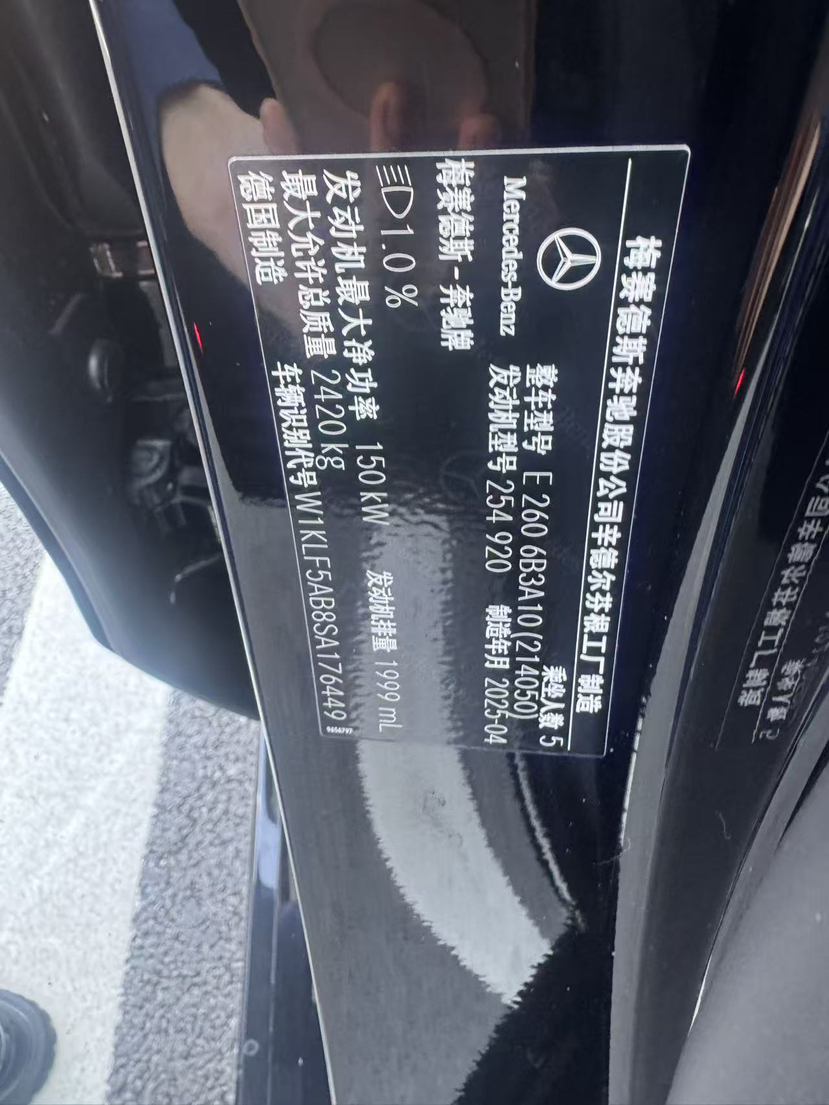 梅赛德斯奔驰股份公司辛德尔芬根工厂制造
Mercedes-Benz
梅赛德斯-奔驰牌
乘坐人数 5
整车型号 E 260 6B3A10(214050)
发动机型号 254 920 制造年月 2025-04
1.0 %
发动机最大净功率 150 kW 发动机排量 1999 mL
最大允许总质量 2420 kg
德国制造 车辆识别代号 W1KLF5AB8SA176449